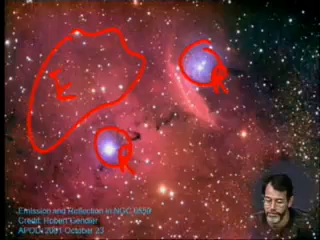 E
R
R
Emission and Reflection in NGC 6559
Credit: Robert Gendler
APOD: 2001 October 23